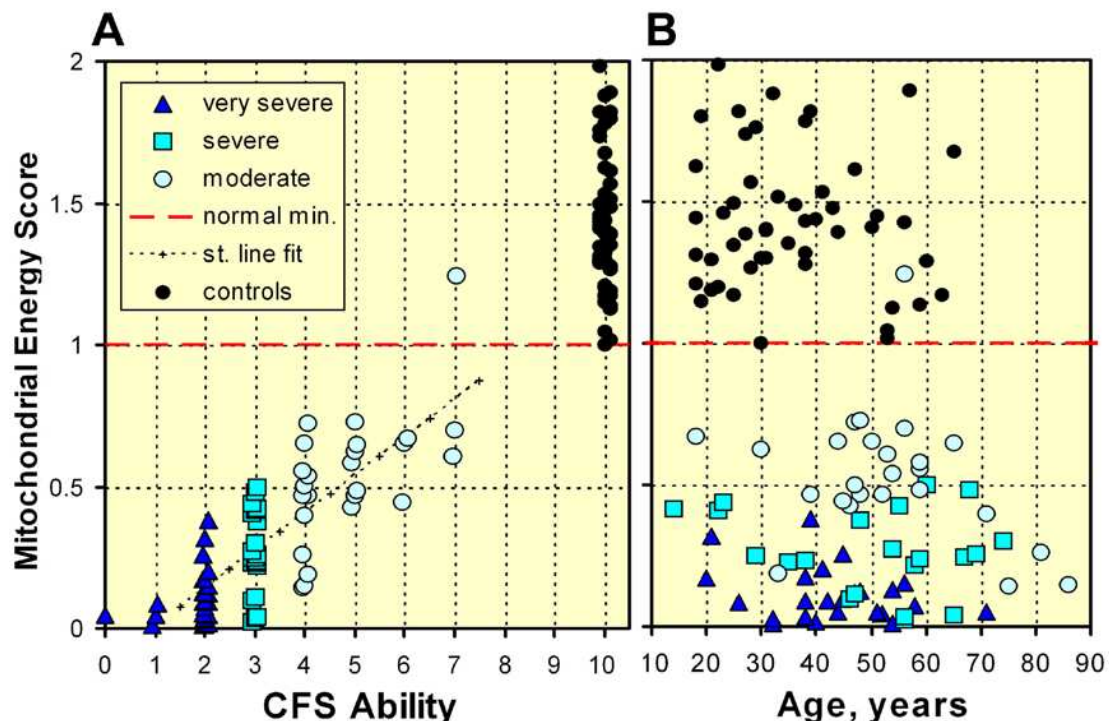 A
B
Mitochondrial Energy Score
2
1.5
1
0.5
0
very severe
severe
moderate
normal min.
st. line fit
controls
0 1 2 3 4 5 6 7 8 9 10
10 20 30 40 50 60 70 80 90
CFS Ability
Age, years